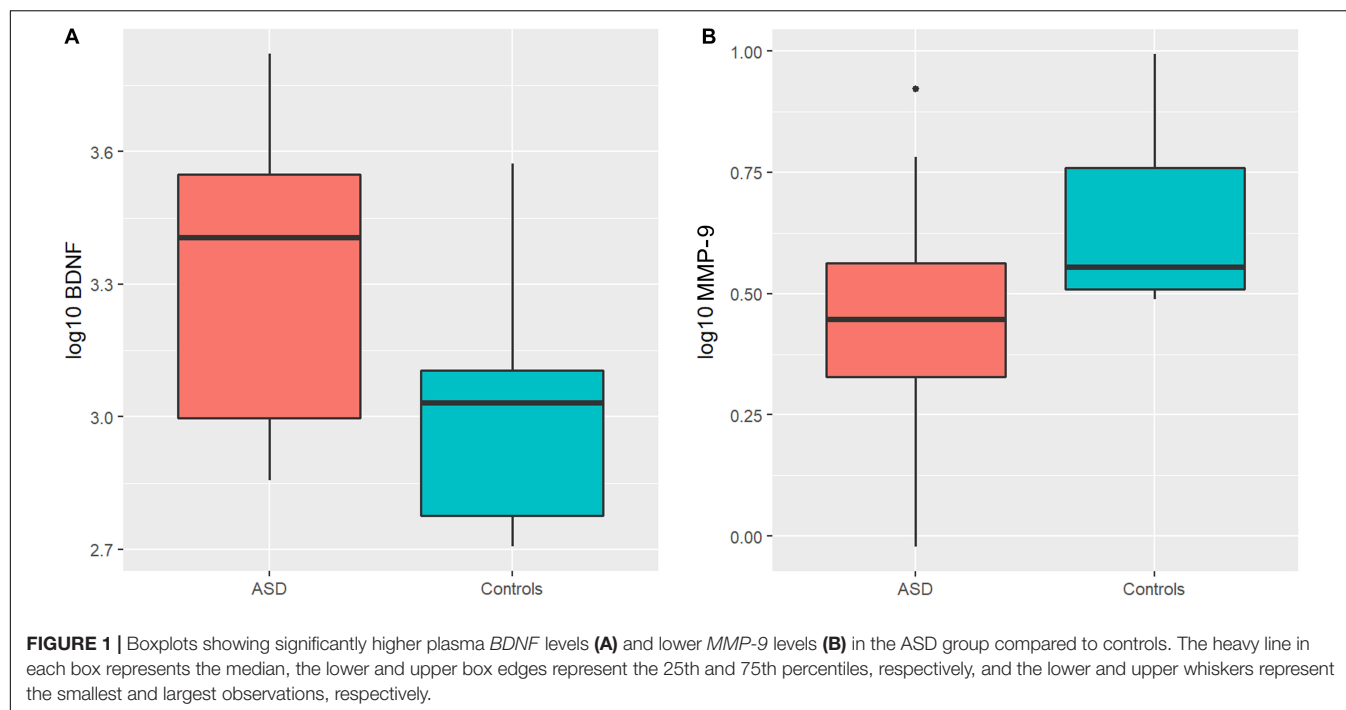 A
log10 BDNF
3.6
3.3
3.0
2.7
ASD Controls
B
log10 MMP-9
1.00
0.75
0.50
0.25
0.00
ASD Controls
FIGURE 1 | Boxplots showing significantly higher plasma BDNF levels (A) and lower MMP-9 levels (B) in the ASD group compared to controls. The heavy line in
each box represents the median, the lower and upper box edges represent the 25th and 75th percentiles, respectively, and the lower and upper whiskers represent
the smallest and largest observations, respectively.